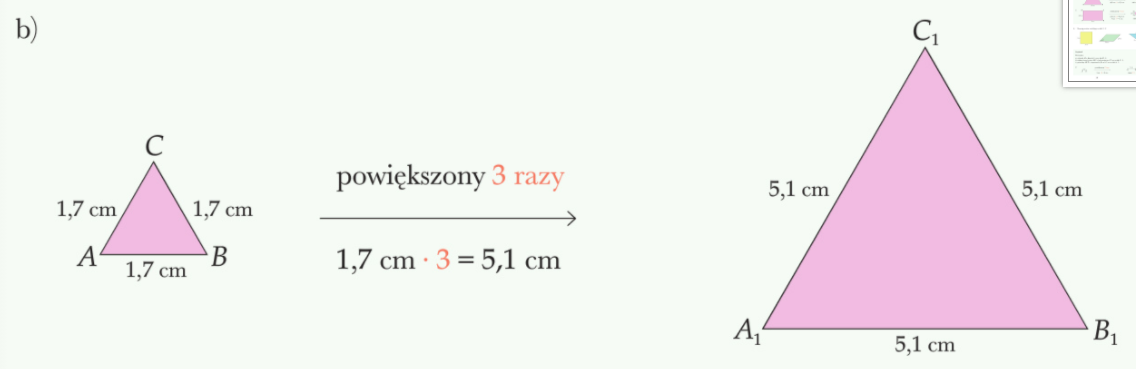 b)
C
1,7 cm
1,7 cm
A
B
1,7 cm
powiększony 3 razy
1,7 cm · 3 = 5,1 cm
C₁
5,1 cm
5,1 cm
A₁
B₁
5,1 cm